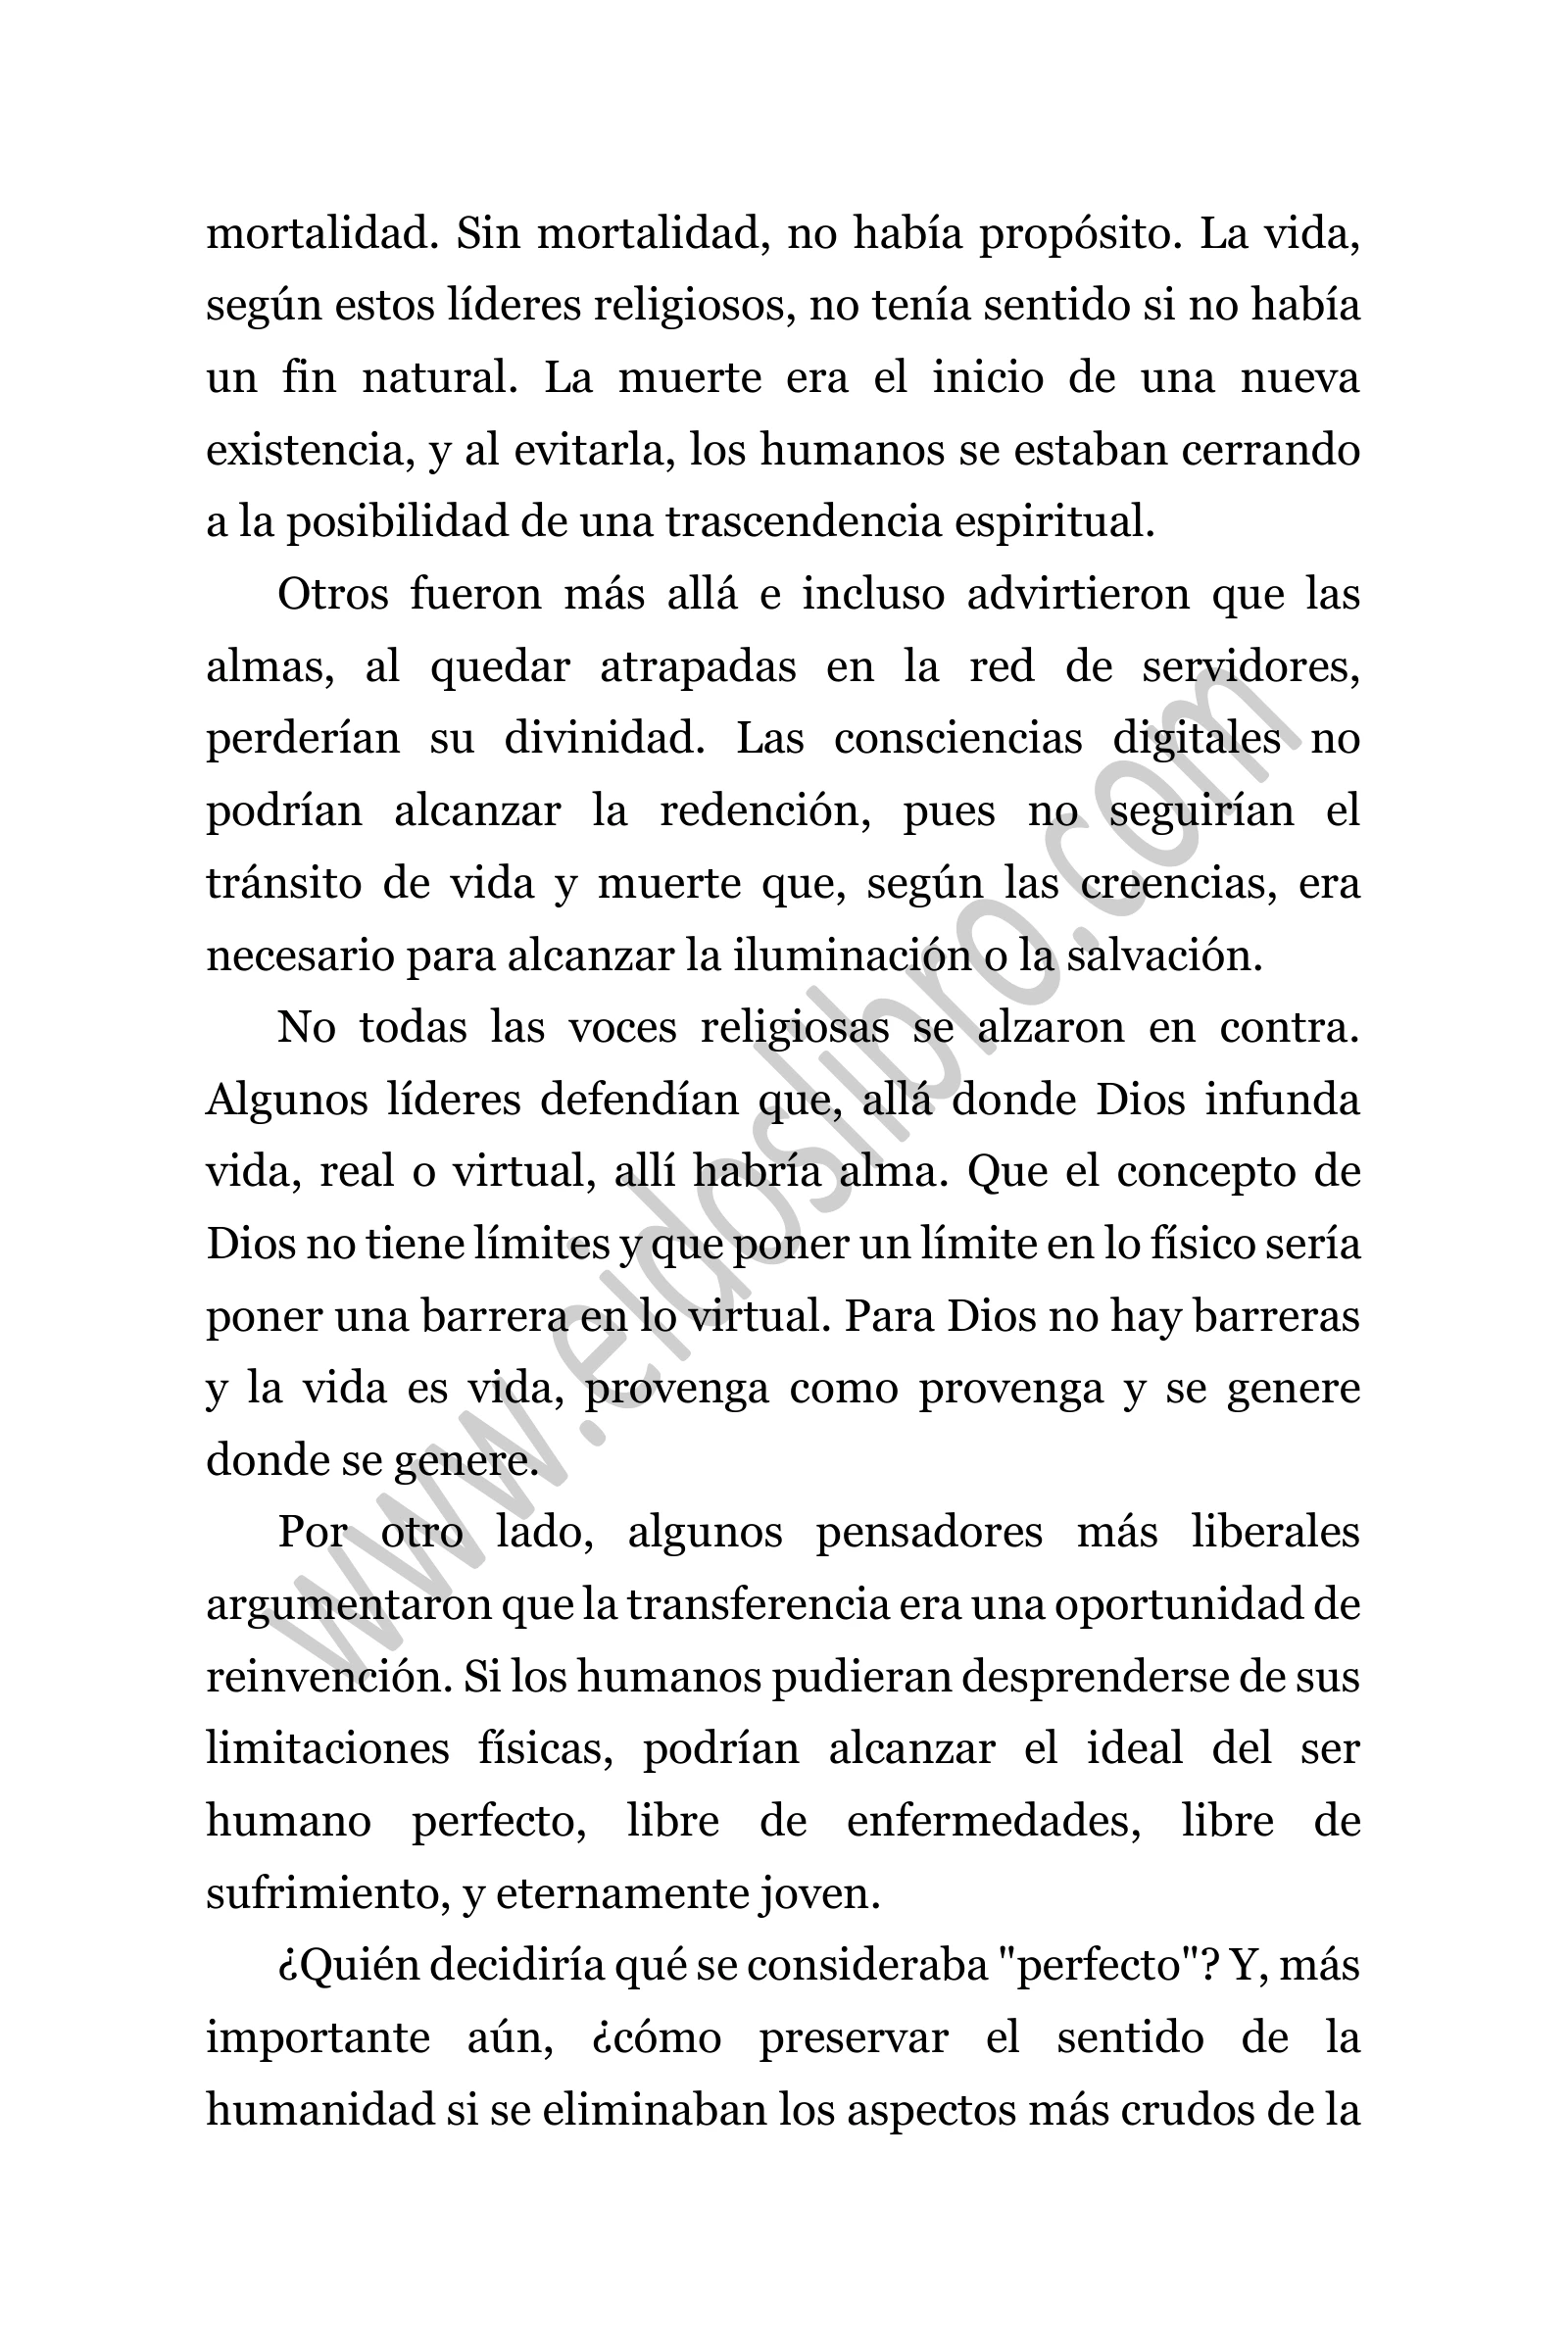 mortalidad. Sin mortalidad, no había propósito. La vida,
según estos líderes religiosos, no tenía sentido si no había
un fin natural. La muerte era el inicio de una nueva
existencia, y al evitarla, los humanos se estaban cerrando
a la posibilidad de una trascendencia espiritual.
Otros fueron más allá e incluso advirtieron que las
almas, al quedar atrapadas en la red de servidores,
perderían su divinidad. Las consciencias digitales no
podrían alcanzar la redención, pues no seguirían el
tránsito de vida y muerte que, según las creencias, era
necesario para alcanzar la iluminación o la salvación.
No todas las voces religiosas se alzaron en contra.
Algunos líderes defendían que, allá donde Dios infunda
vida, real o virtual, allí habría alma. Que el concepto de
Dios no tiene límites y que poner un límite en lo físico sería
poner una barrera en lo virtual. Para Dios no hay barreras
y la vida es vida, provenga como provenga y se genere
donde se genere.
Por otro lado, algunos pensadores más liberales
argumentaron que la transferencia era una oportunidad de
reinvención. Si los humanos pudieran desprenderse de sus
limitaciones físicas, podrían alcanzar el ideal del ser
humano perfecto, libre de enfermedades, libre de
sufrimiento, y eternamente joven.
¿Quién decidiría qué se consideraba "perfecto"? Y, más
importante aún, ¿cómo preservar el sentido de la
humanidad si se eliminaban los aspectos más crudos de la
www.eidoslibro.com